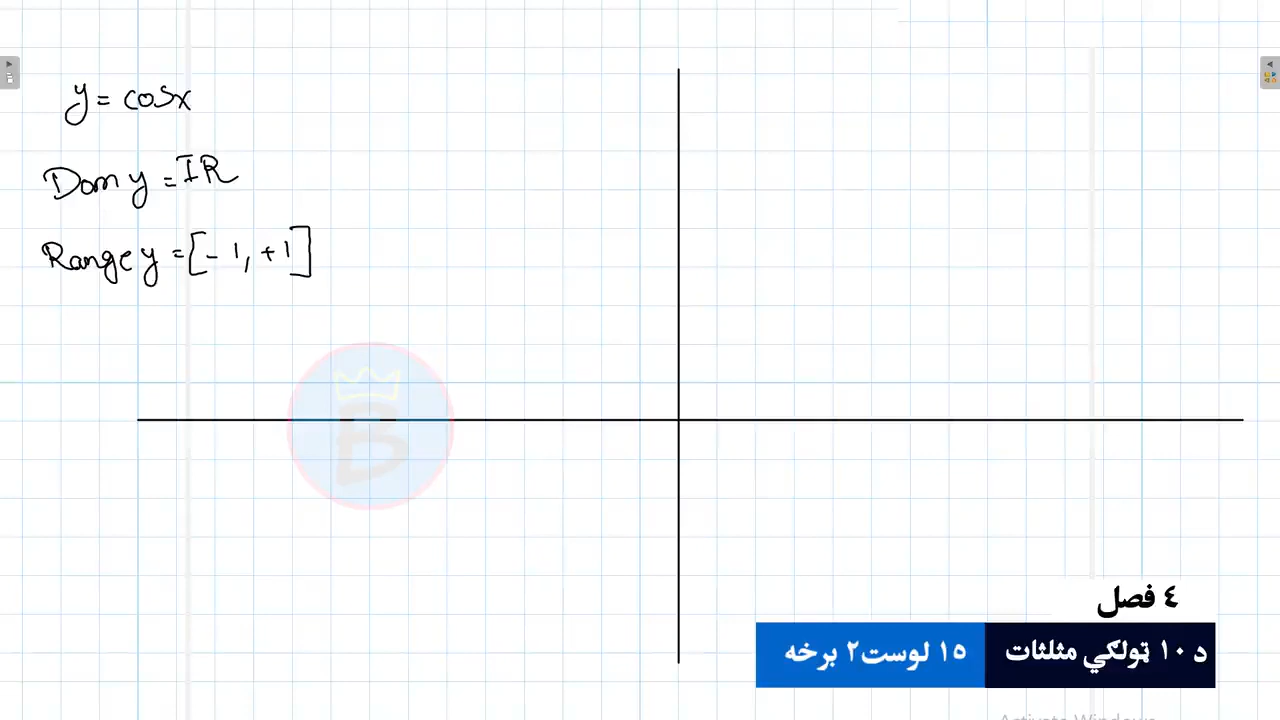 y = cosx
Dom y = IR
Range y = [- 1, + 1]
B
٤ فصل
د ١٠ ټولګي مثلثات
١٥ لوست٢ برخه